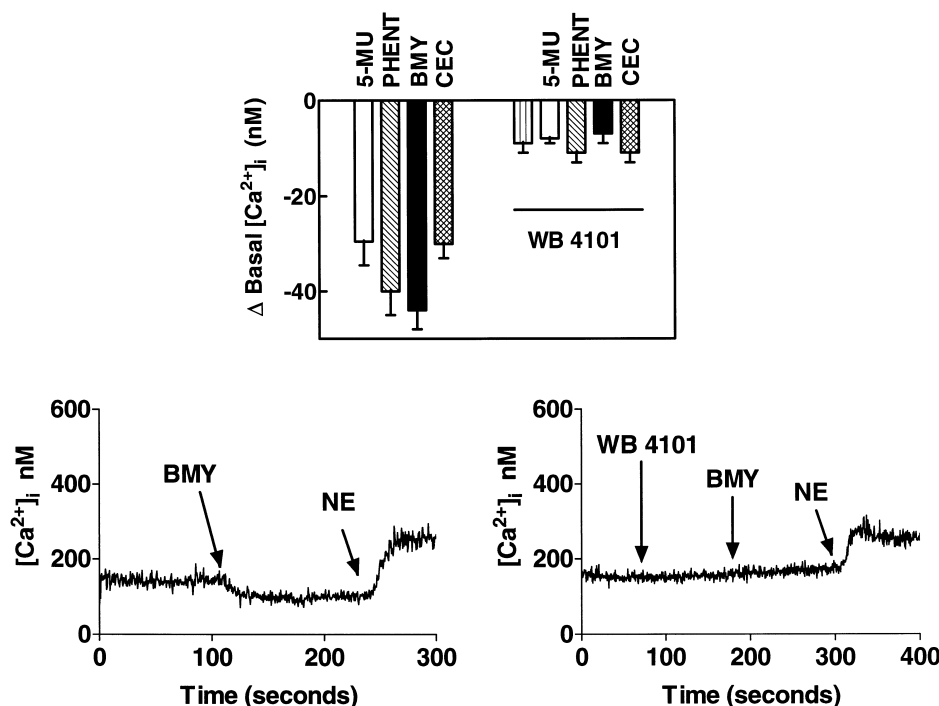 5-MU PHENT BMY CEC 5-MU PHENT BMY CEC
Δ Basal [Ca²⁺]ᵢ (nM)
0
-20
-40
WB 4101
[Ca²⁺]ᵢ nM
600
400
200
0
BMY
NE
0 100 200 300
Time (seconds)
[Ca²⁺]ᵢ nM
600
400
200
0
WB 4101
BMY
NE
0 100 200 300 400
Time (seconds)